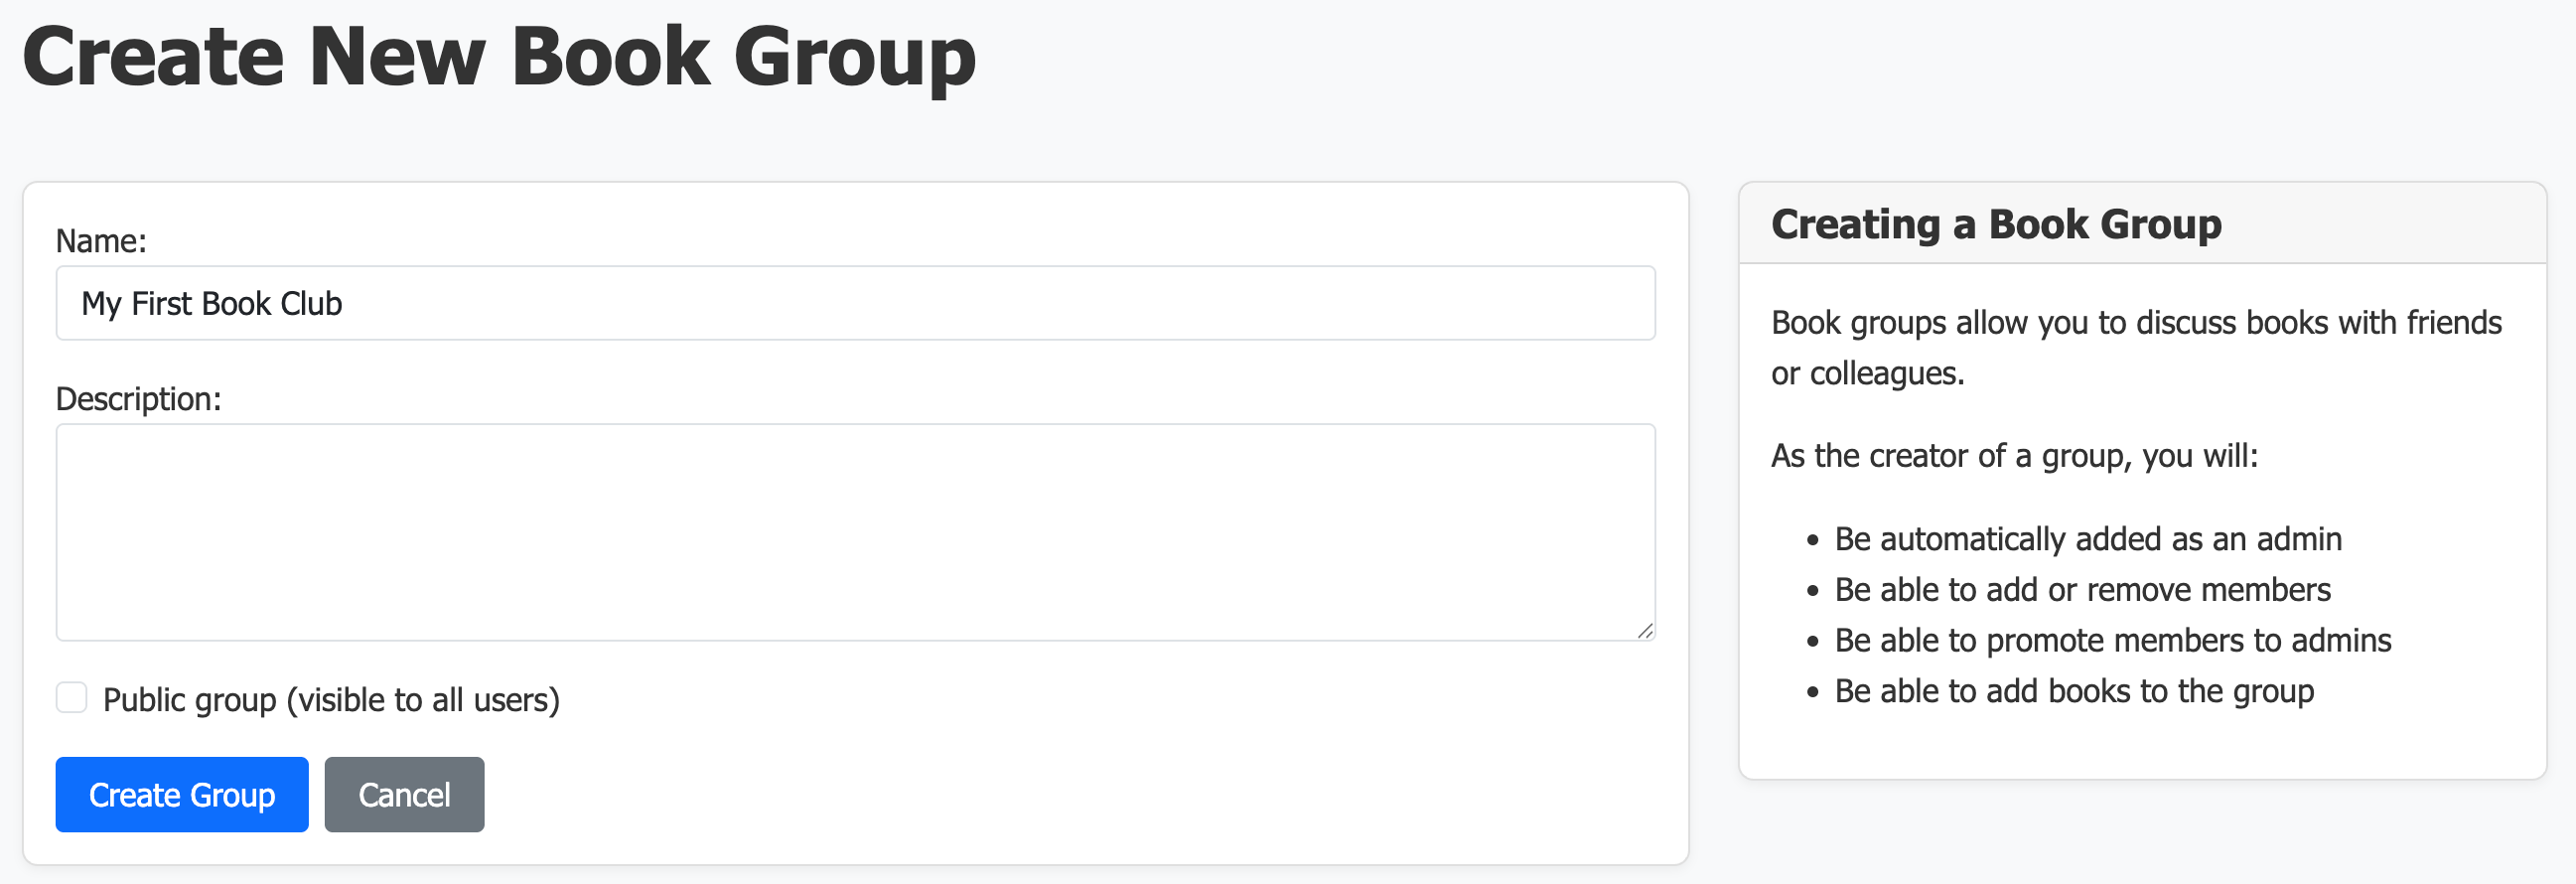 Create New Book Group
Name:
My First Book Club
Description:
Public group (visible to all users)
Create Group
Cancel
Creating a Book Group
Book groups allow you to discuss books with friends
or colleagues.
As the creator of a group, you will:
• Be automatically added as an admin
• Be able to add or remove members
• Be able to promote members to admins
• Be able to add books to the group